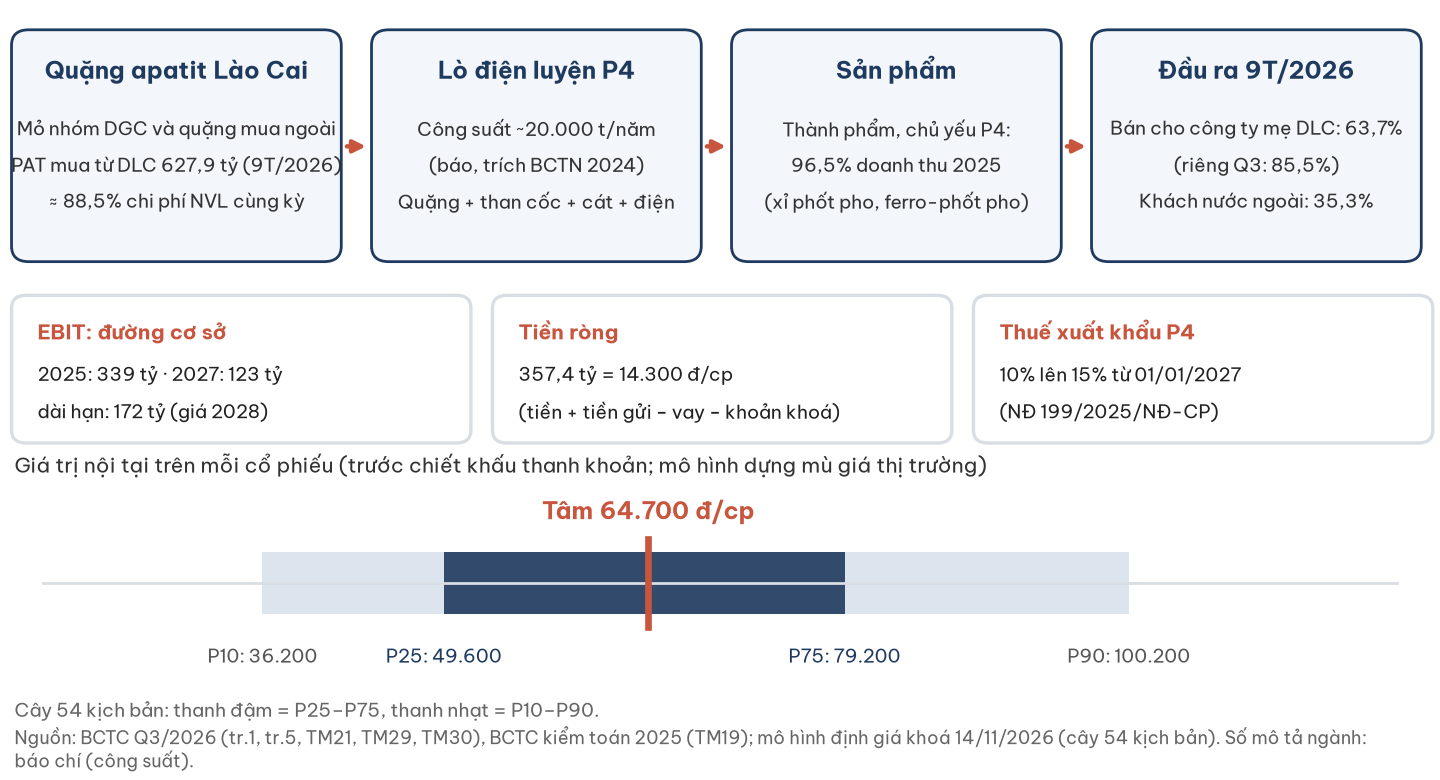 Quặng apatit Lào Cai
Mỏ nhóm DGC và quặng mua ngoài
PAT mua từ DLC 627,9 tỷ (9T/2026)
≈ 88,5% chi phí NVL cùng kỳ
Lò điện luyện P4
Công suất ~20.000 t/năm
(báo, trích BCTN 2024)
Quặng + than cốc + cát + điện
Sản phẩm
Thành phẩm, chủ yếu P4:
96,5% doanh thu 2025
(xỉ phốt pho, ferro-phốt pho)
Đầu ra 9T/2026
Bán cho công ty mẹ DLC: 63,7%
(riêng Q3: 85,5%)
Khách nước ngoài: 35,3%
EBIT: đường cơ sở
2025: 339 tỷ · 2027: 123 tỷ
dài hạn: 172 tỷ (giá 2028)
Tiền ròng
357,4 tỷ = 14.300 đ/cp
(tiền + tiền gửi – vay – khoản khoá)
Thuế xuất khẩu P4
10% lên 15% từ 01/01/2027
(NĐ 199/2025/NĐ-CP)
Giá trị nội tại trên mỗi cổ phiếu (trước chiết khấu thanh khoản; mô hình dựng mù giá thị trường)
Tâm 64.700 đ/cp
P10: 36.200
P25: 49.600
P75: 79.200
P90: 100.200
Cây 54 kịch bản: thanh đậm = P25–P75, thanh nhạt = P10–P90.
Nguồn: BCTC Q3/2026 (tr.1, tr.5, TM21, TM29, TM30), BCTC kiểm toán 2025 (TM19); mô hình định giá khoá 14/11/2026 (cây 54 kịch bản). Số mô tả ngành:
báo chí (công suất).